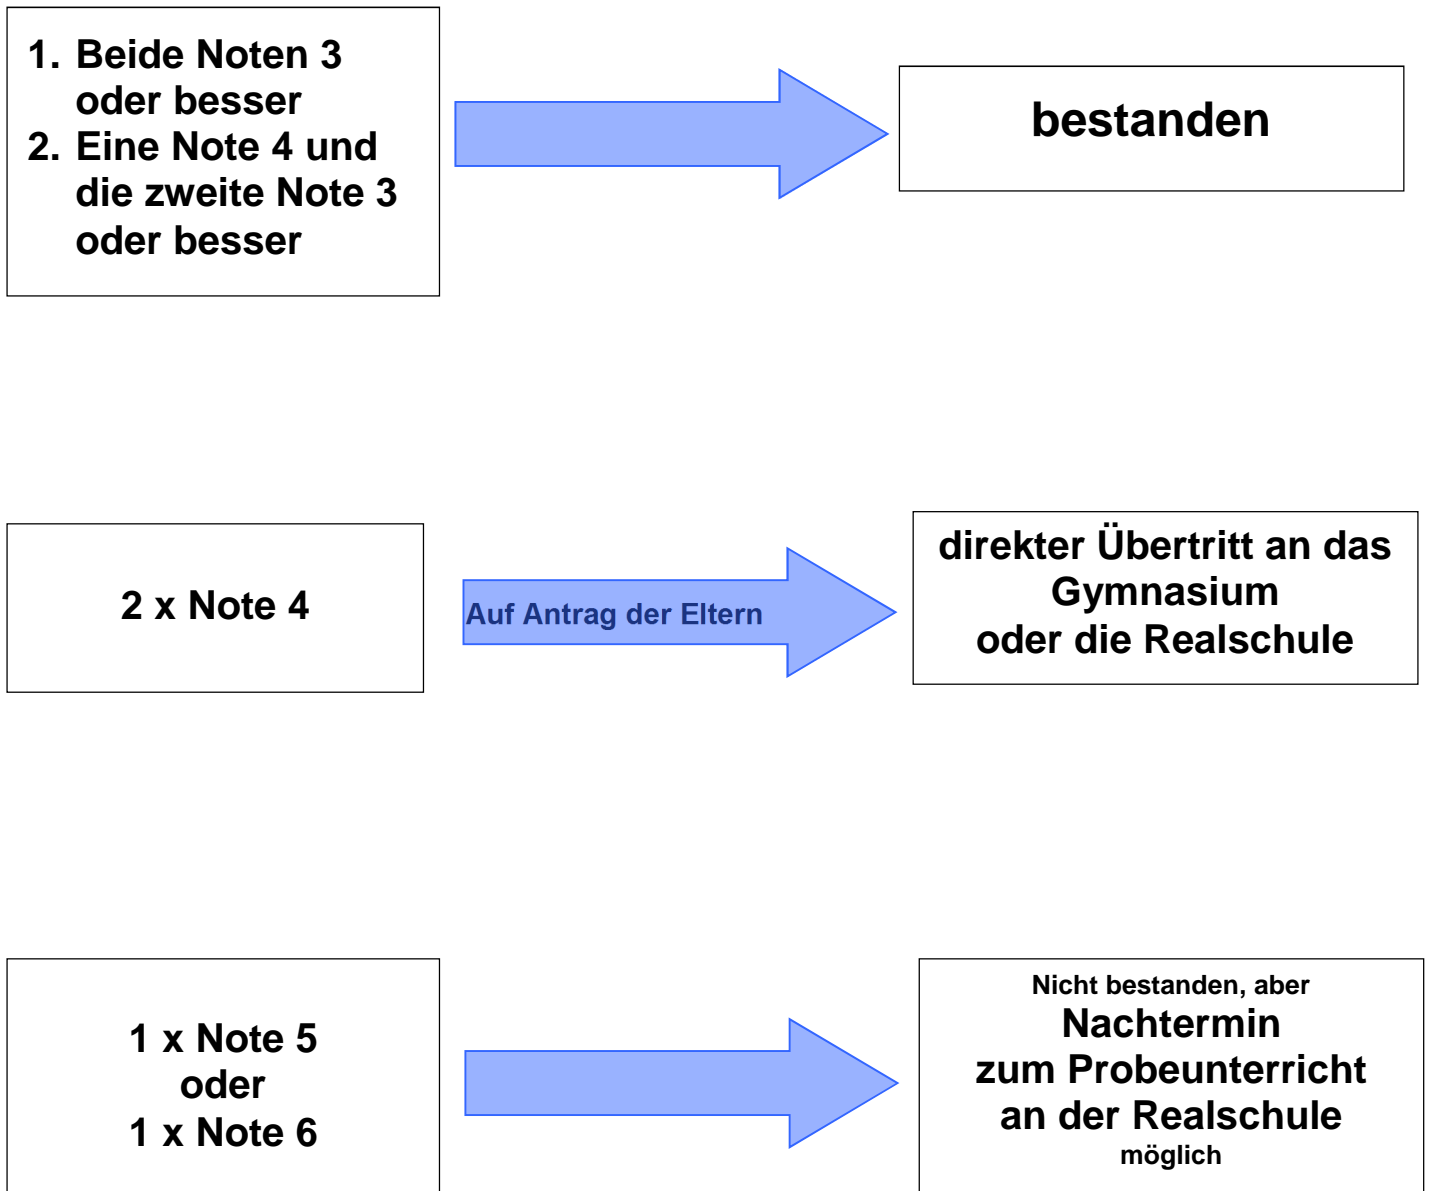 1. Beide Noten 3
oder besser
2. Eine Note 4 und
die zweite Note 3
oder besser
bestanden
2 x Note 4
Auf Antrag der Eltern
direkter Übertritt an das
Gymnasium
oder die Realschule
1 x Note 5
oder
1 x Note 6
Nicht bestanden, aber
Nachtermin
zum Probeunterricht
an der Realschule
möglich